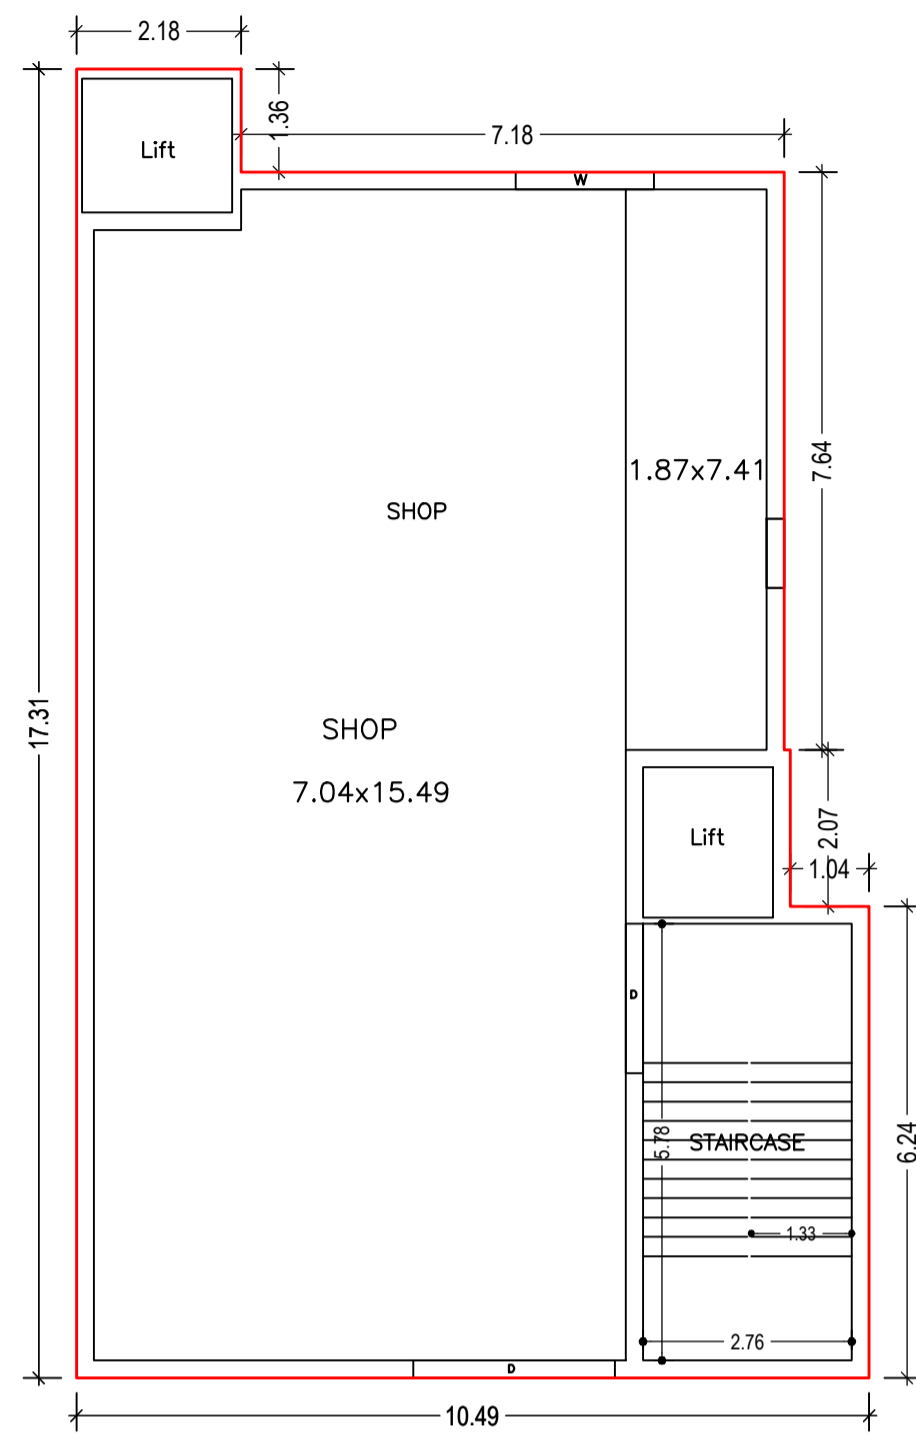 2.18
1.36
7.18
Lift
W
1.87x7.41
7.64
SHOP
17.31
SHOP
7.04x15.49
Lift
2.07
1.04
D
5.78
STAIRCASE
6.24
1.33
2.76
D
10.49